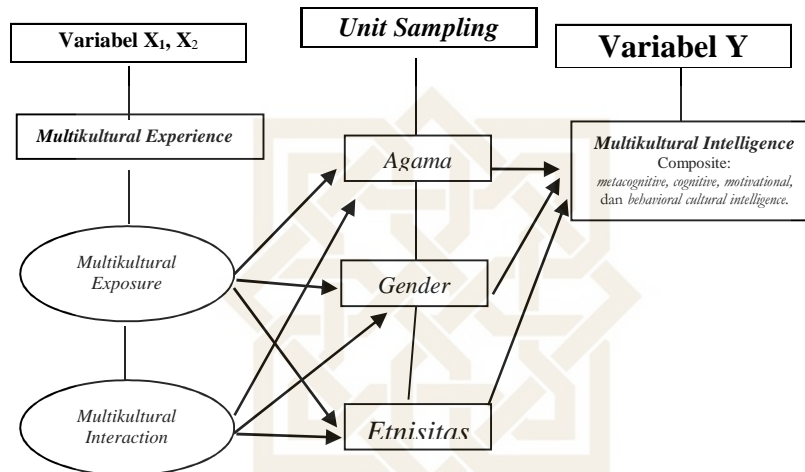 Variabel X₁, X₂
Unit Sampling
Variabel Y
Multikultural Experience
Agama
Multikultural Intelligence
Composite:
metacognitive, cognitive, motivational,
dan behavioral cultural intelligence.
Multikultural
Exposure
Gender
Multikultural
Interaction
Etnisitas